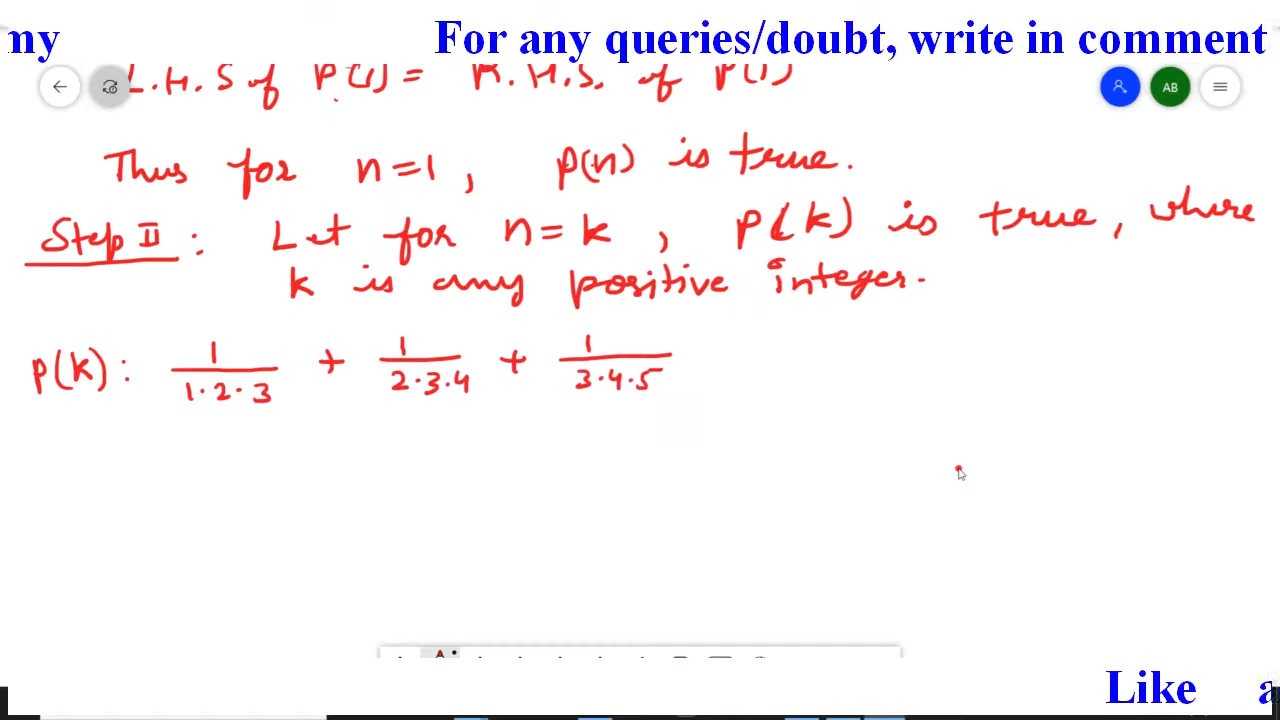 my For any queries/doubt, write in comment
L.H.S of P(1) = R.H.S. of P(1)
AB
Thus for n=1, P(n) is true.
Step II : Let for n=k, P(k) is true, where
k is any positive integer.
P(k): 1/(1·2·3) + 1/(2·3·4) + 1/(3·4·5)
Like a